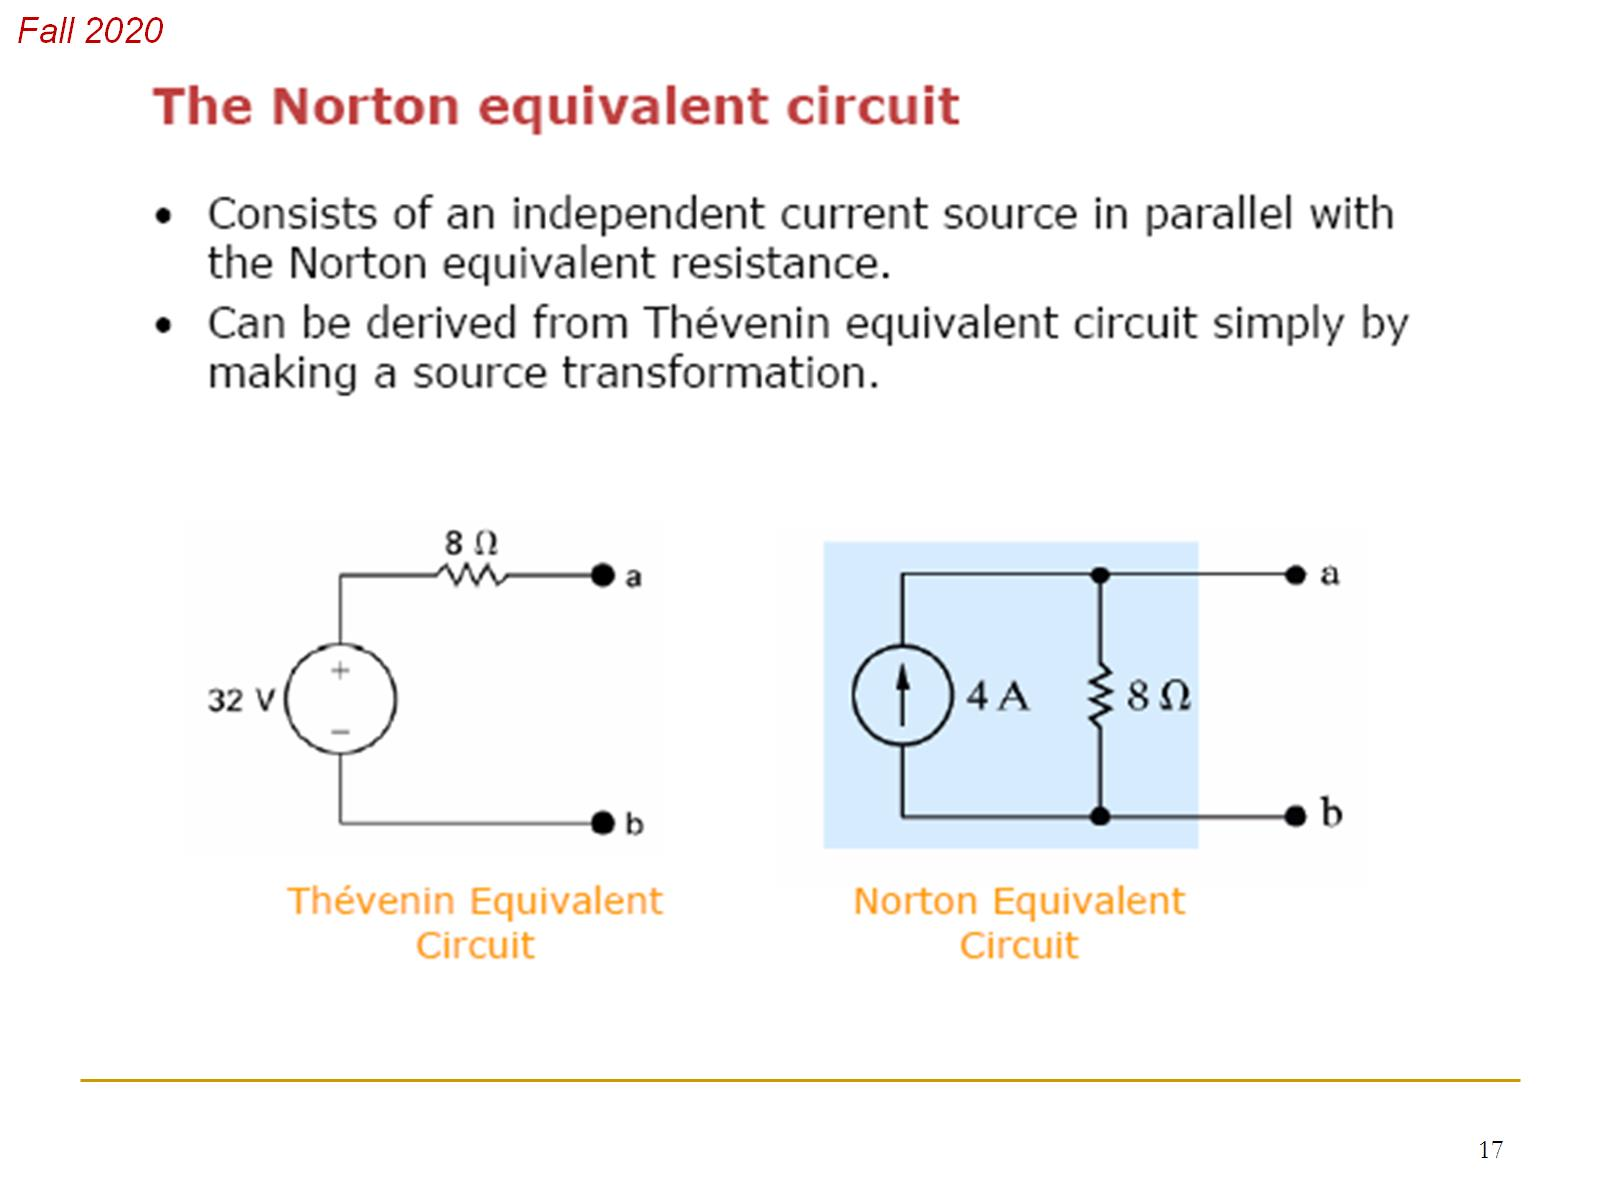 Fall 2020
The Norton equivalent circuit
• Consists of an independent current source in parallel with
the Norton equivalent resistance.
• Can be derived from Thévenin equivalent circuit simply by
making a source transformation.
8 Ω
a
32 V
+
−
b
a
4 A
8 Ω
b
Thévenin Equivalent
Circuit
Norton Equivalent
Circuit
17